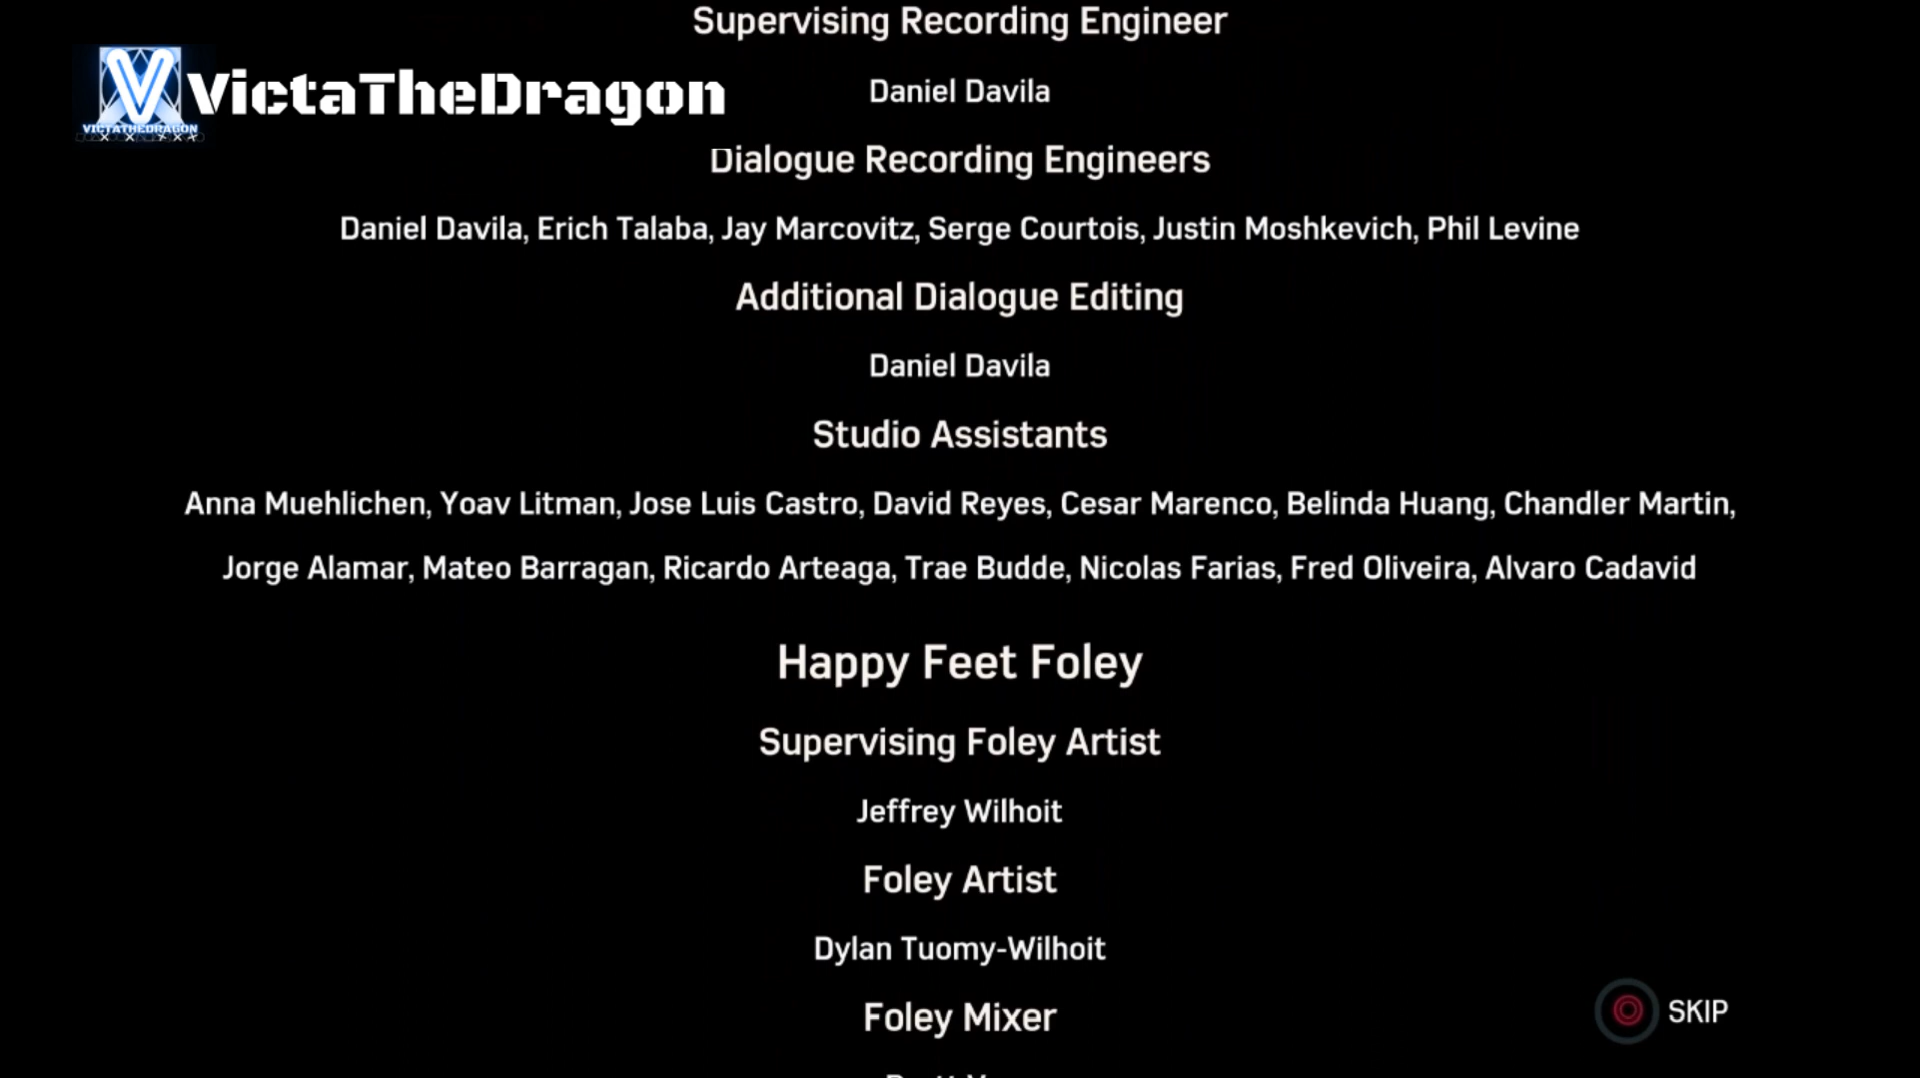 Supervising Recording Engineer
VictaTheDragon
VICTATHEDRAGON
Daniel Davila
Dialogue Recording Engineers
Daniel Davila, Erich Talaba, Jay Marcovitz, Serge Courtois, Justin Moshkevich, Phil Levine
Additional Dialogue Editing
Daniel Davila
Studio Assistants
Anna Muehlichen, Yoav Litman, Jose Luis Castro, David Reyes, Cesar Marenco, Belinda Huang, Chandler Martin,
Jorge Alamar, Mateo Barragan, Ricardo Arteaga, Trae Budde, Nicolas Farias, Fred Oliveira, Alvaro Cadavid
Happy Feet Foley
Supervising Foley Artist
Jeffrey Wilhoit
Foley Artist
Dylan Tuomy-Wilhoit
Foley Mixer
SKIP